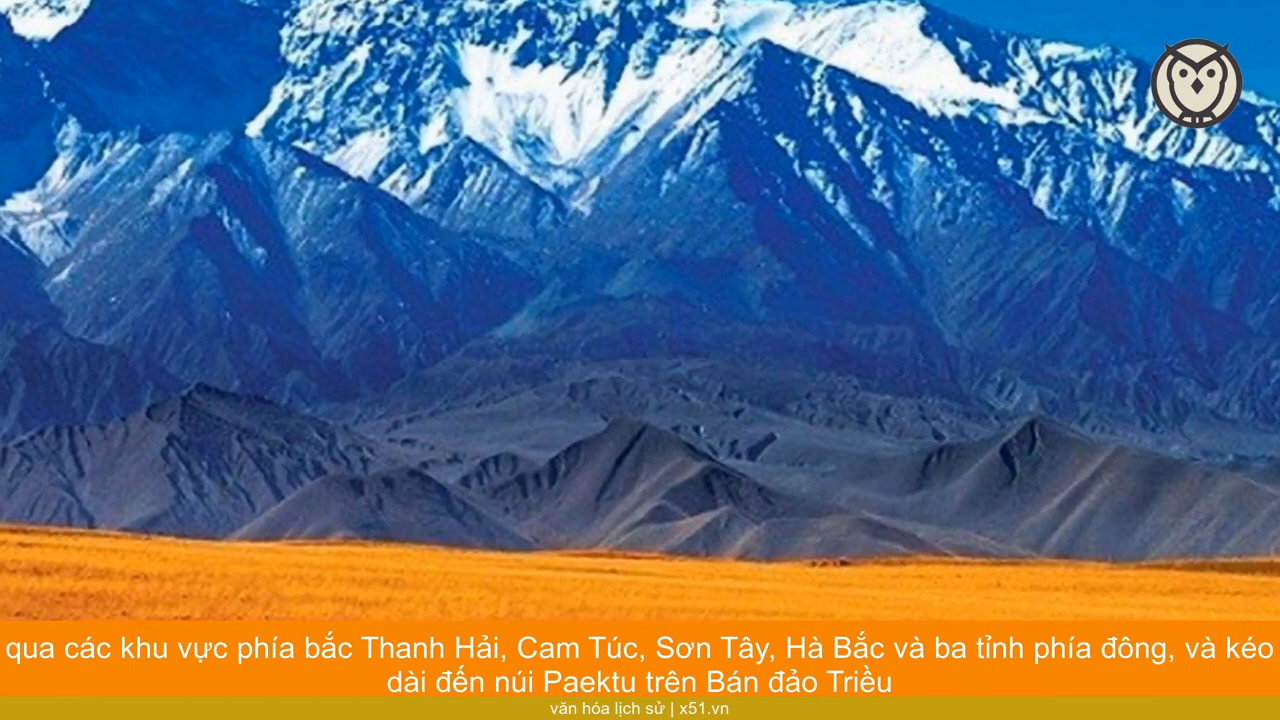 qua các khu vực phía bắc Thanh Hải, Cam Túc, Sơn Tây, Hà Bắc và ba tỉnh phía đông, và kéo
dài đến núi Paektu trên Bán đảo Triều
văn hóa lịch sử | x51.vn